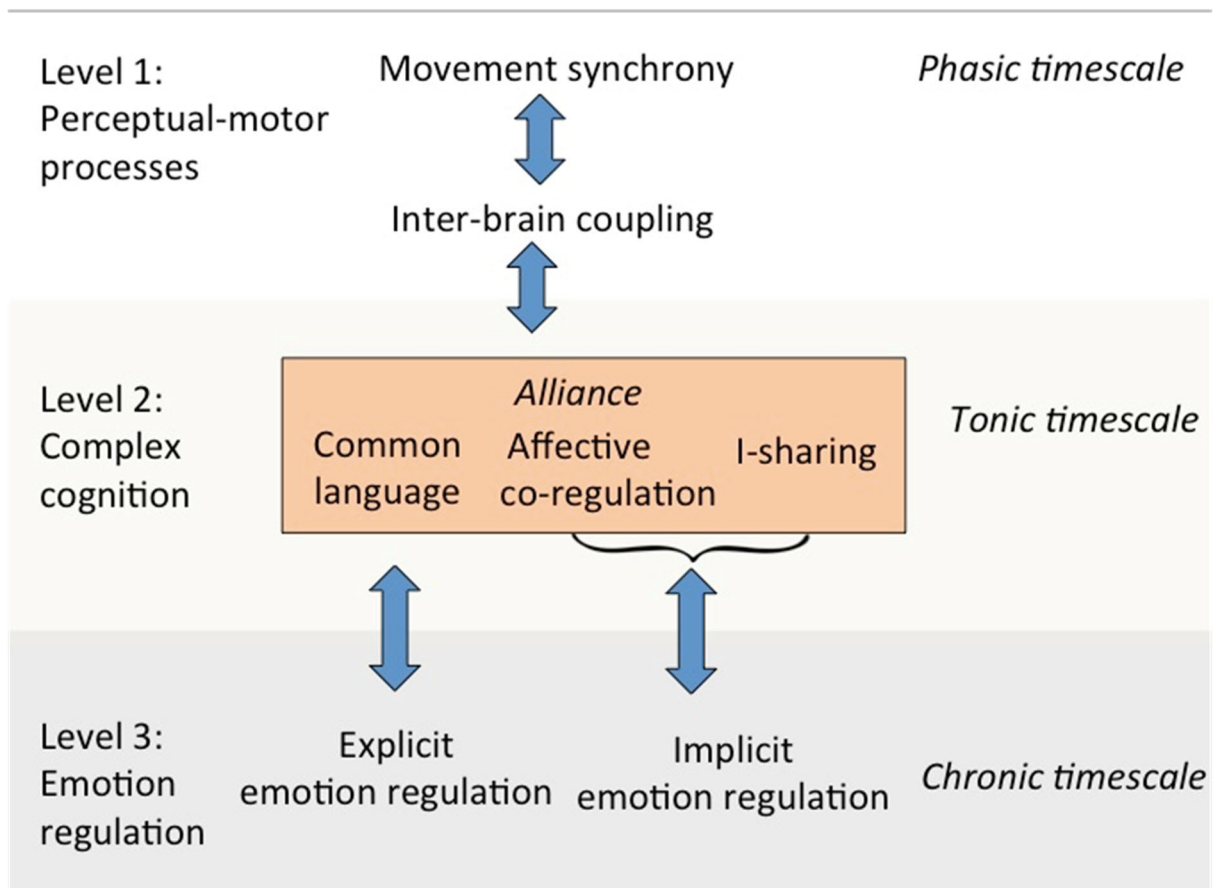 Level 1:
Perceptual-motor
processes
Movement synchrony
Phasic timescale
Inter-brain coupling
Level 2:
Complex
cognition
Alliance
Common
language
Affective
co-regulation
I-sharing
Tonic timescale
Level 3:
Emotion
regulation
Explicit
emotion regulation
Implicit
emotion regulation
Chronic timescale